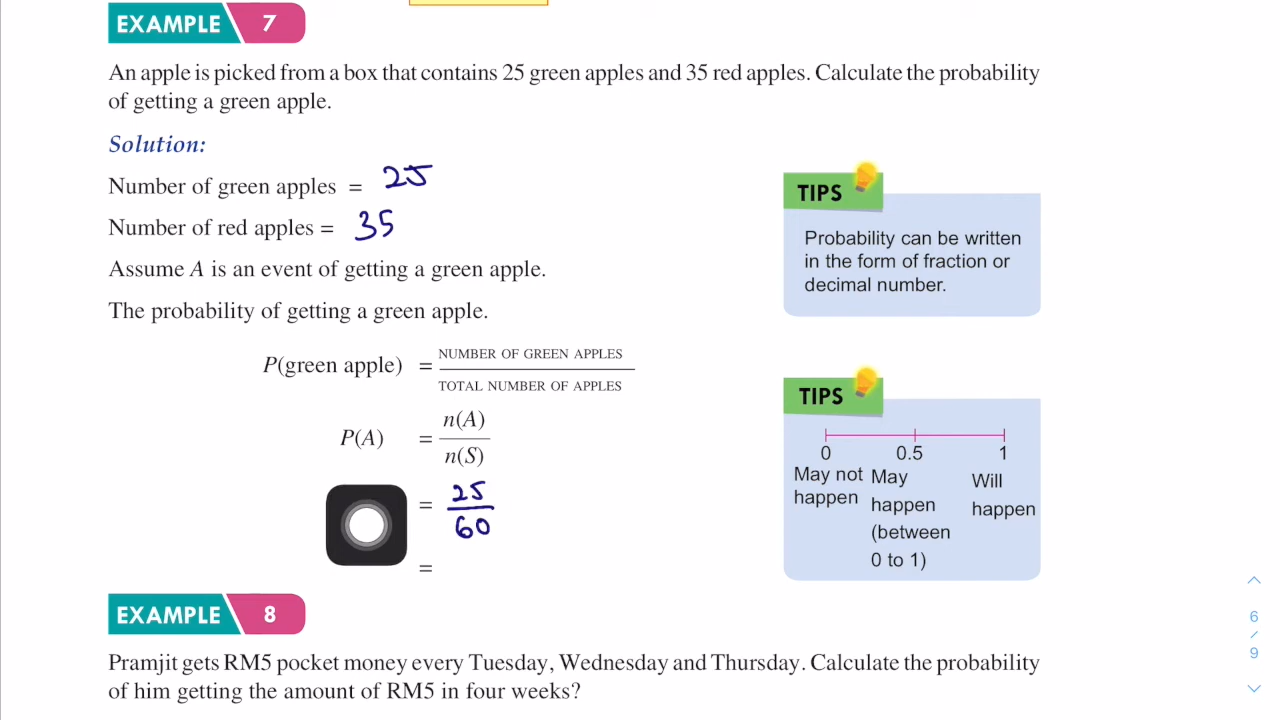 EXAMPLE 7
An apple is picked from a box that contains 25 green apples and 35 red apples. Calculate the probability
of getting a green apple.
Solution:
Number of green apples = 25
Number of red apples = 35
Assume A is an event of getting a green apple.
The probability of getting a green apple.
P(green apple) = NUMBER OF GREEN APPLES
TOTAL NUMBER OF APPLES
P(A) = n(A)
n(S)
= 25
60
=
TIPS
Probability can be written
in the form of fraction or
decimal number.
TIPS
0 0.5 1
May not happen
May happen (between 0 to 1)
Will happen
EXAMPLE 8
Pramjit gets RM5 pocket money every Tuesday, Wednesday and Thursday. Calculate the probability
of him getting the amount of RM5 in four weeks?
6
/
9